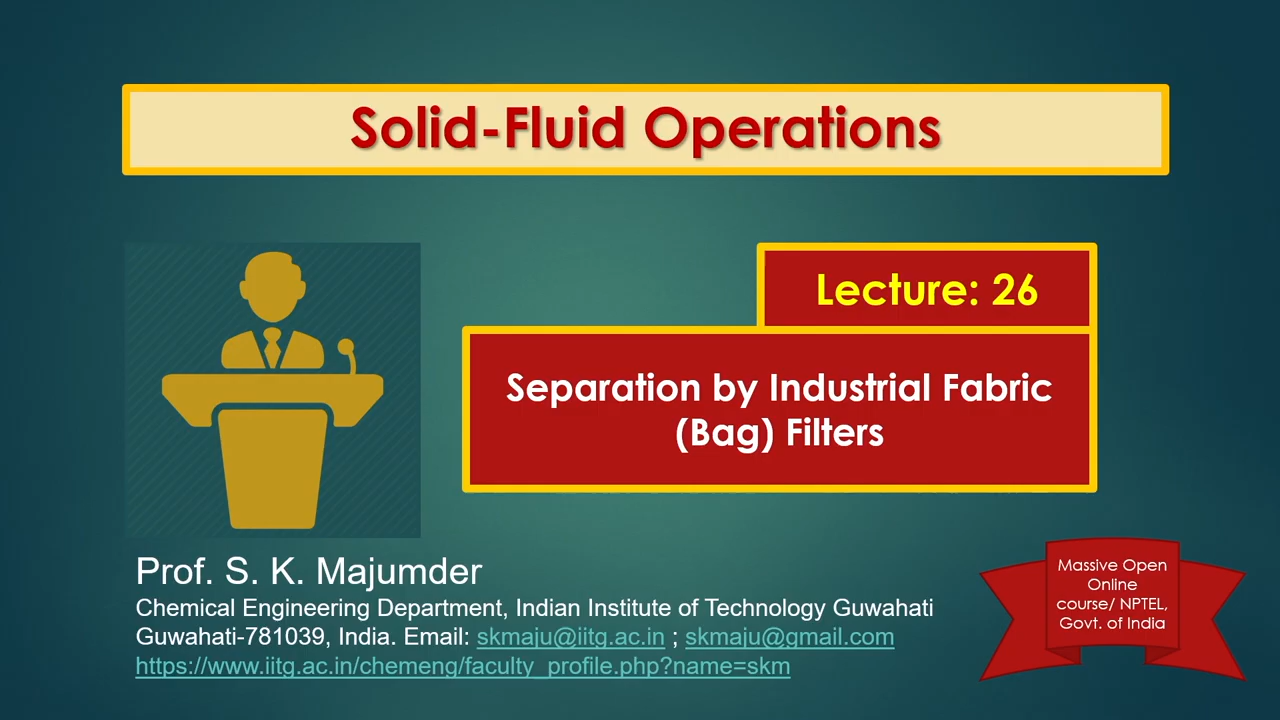 Solid-Fluid Operations
Lecture: 26
Separation by Industrial Fabric
(Bag) Filters
Prof. S. K. Majumder
Chemical Engineering Department, Indian Institute of Technology Guwahati
Guwahati-781039, India. Email: skmaju@iitg.ac.in ; skmaju@gmail.com
https://www.iitg.ac.in/chemeng/faculty_profile.php?name=skm
Massive Open
Online
course/ NPTEL,
Govt. of India